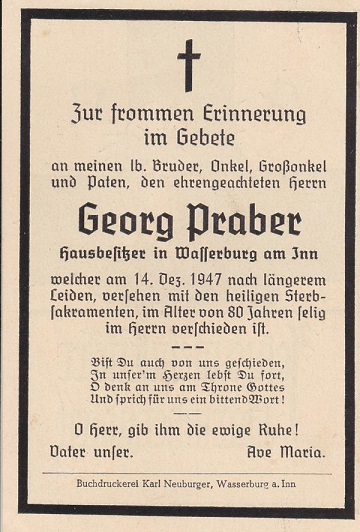 Zur frommen Erinnerung
im Gebete
an meinen lb. Bruder, Onkel, Großonkel
und Paten, den ehrengeachteten Herrn
Georg Praber
Hausbesitzer in Wasserburg am Inn
welcher am 14. Dez. 1947 nach längerem
Leiden, versehen mit den heiligen Sterb-
sakramenten, im Alter von 80 Jahren selig
im Herrn verschieden ist.
Bist Du auch von uns geschieden,
In unser'm Herzen lebst Du fort,
O denk an uns am Throne Gottes
Und sprich für uns ein bittend Wort!
O Herr, gib ihm die ewige Ruhe!
Vater unser. Ave Maria.
Buchdruckerei Karl Neuburger, Wasserburg a. Inn